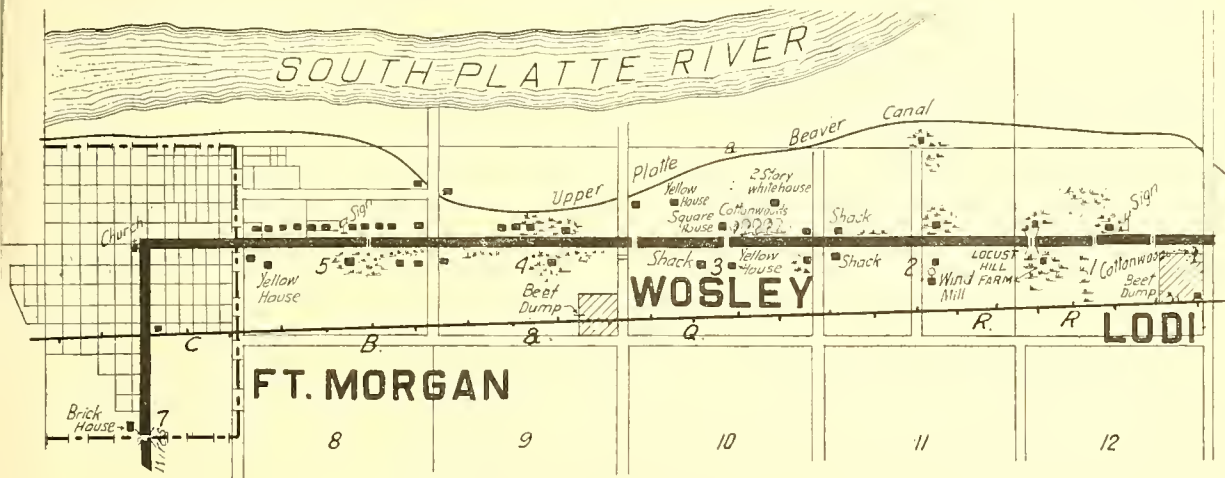 SOUTH PLATTE RIVER
Upper Platte & Beaver Canal
Church
Sign
Yellow House
5
Yellow House
Square House
2 Story whitehouse
Cottonwoods
Shack
Sign
4
Beet Dump
Shack
3
Yellow House
Shack
2
Wind Mill
LOCUST HILL FARM
1
Cottonwoods
Beet Dump
WOSLEY
LODI
C B. & Q. R. R
FT. MORGAN
Brick House
7
Miles
8
9
10
11
12